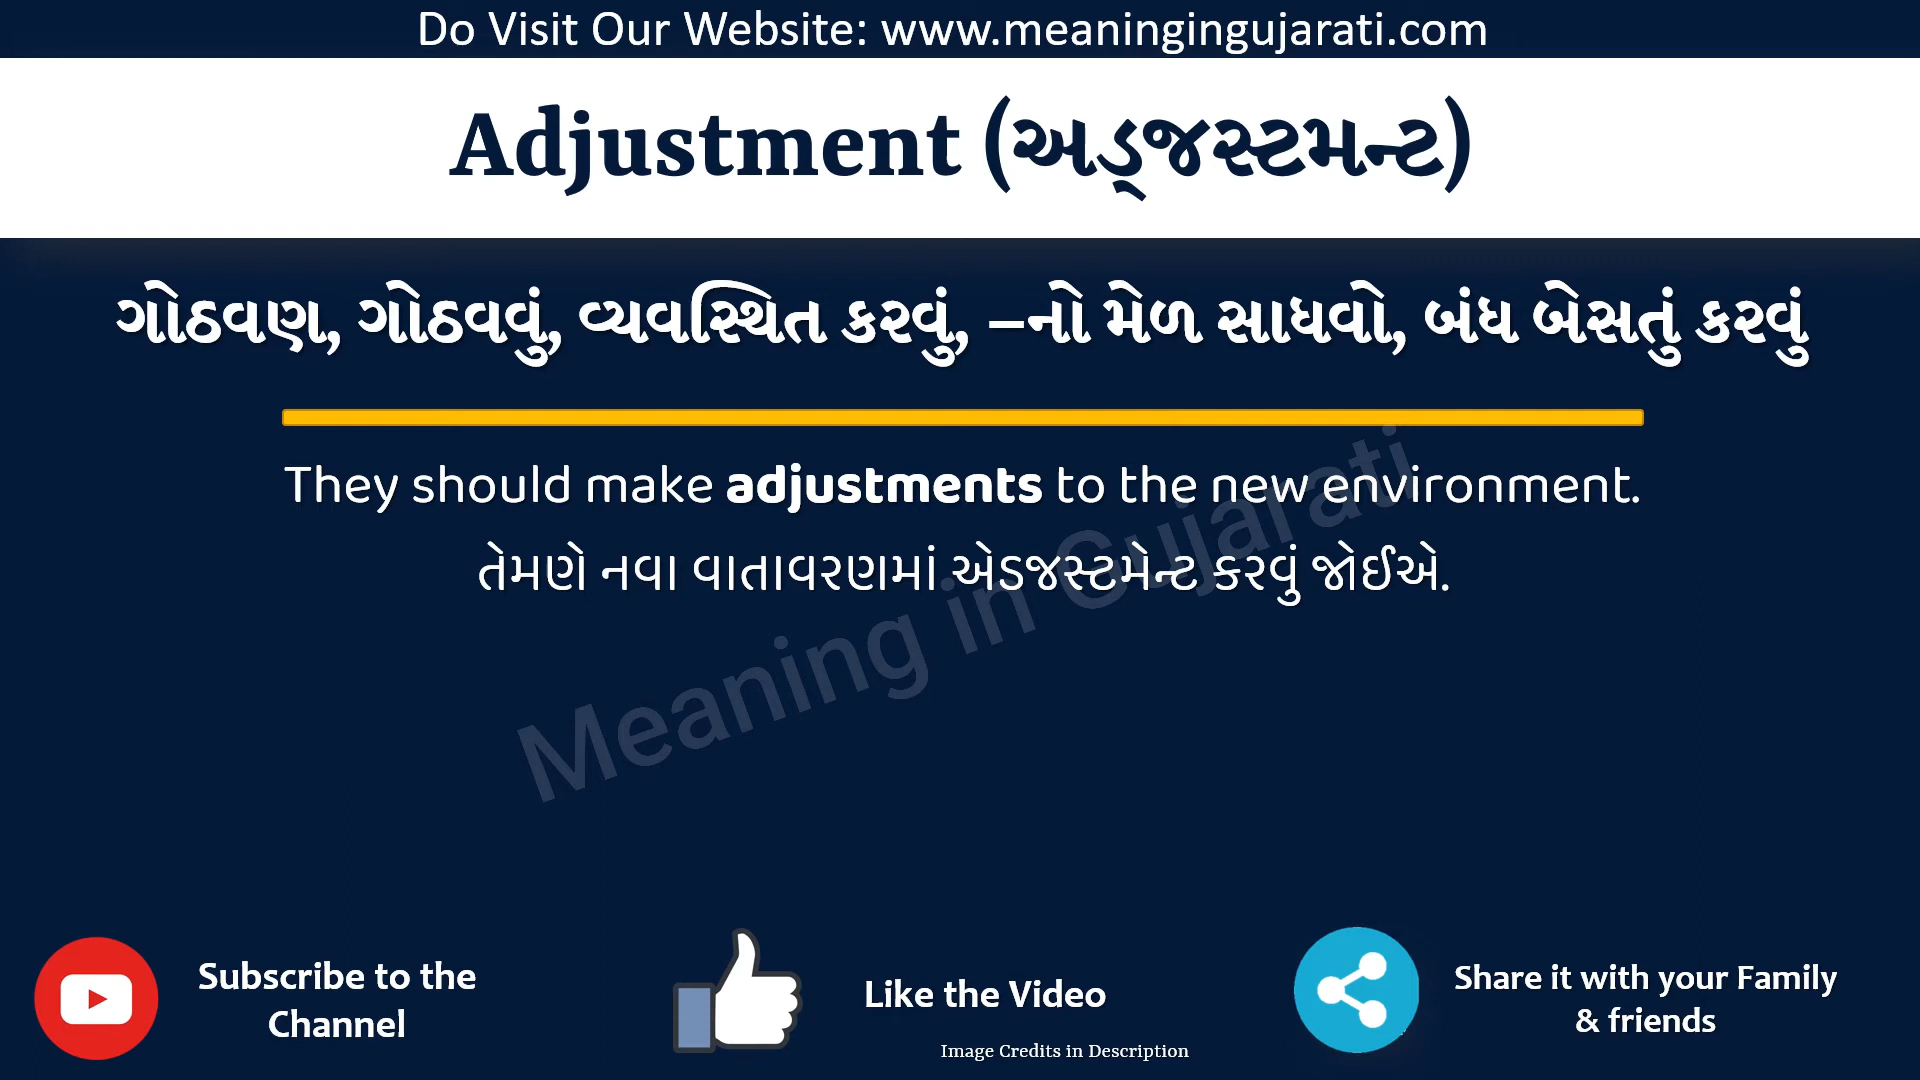 Do Visit Our Website: www.meaningingujarati.com
Adjustment (અડ્જસ્ટમન્ટ)
ગોઠવણ, ગોઠવવું, વ્યવસ્થિત કરવું, –નો મેળ સાધવો, બંધ બેસતું કરવું
They should make adjustments to the new environment.
તેમણે નવા વાતાવરણમાં એડજસ્ટમેન્ટ કરવું જોઈએ.
Meaning in Gujarati
Subscribe to the
Channel
Like the Video
Share it with your Family
& friends
Image Credits in Description